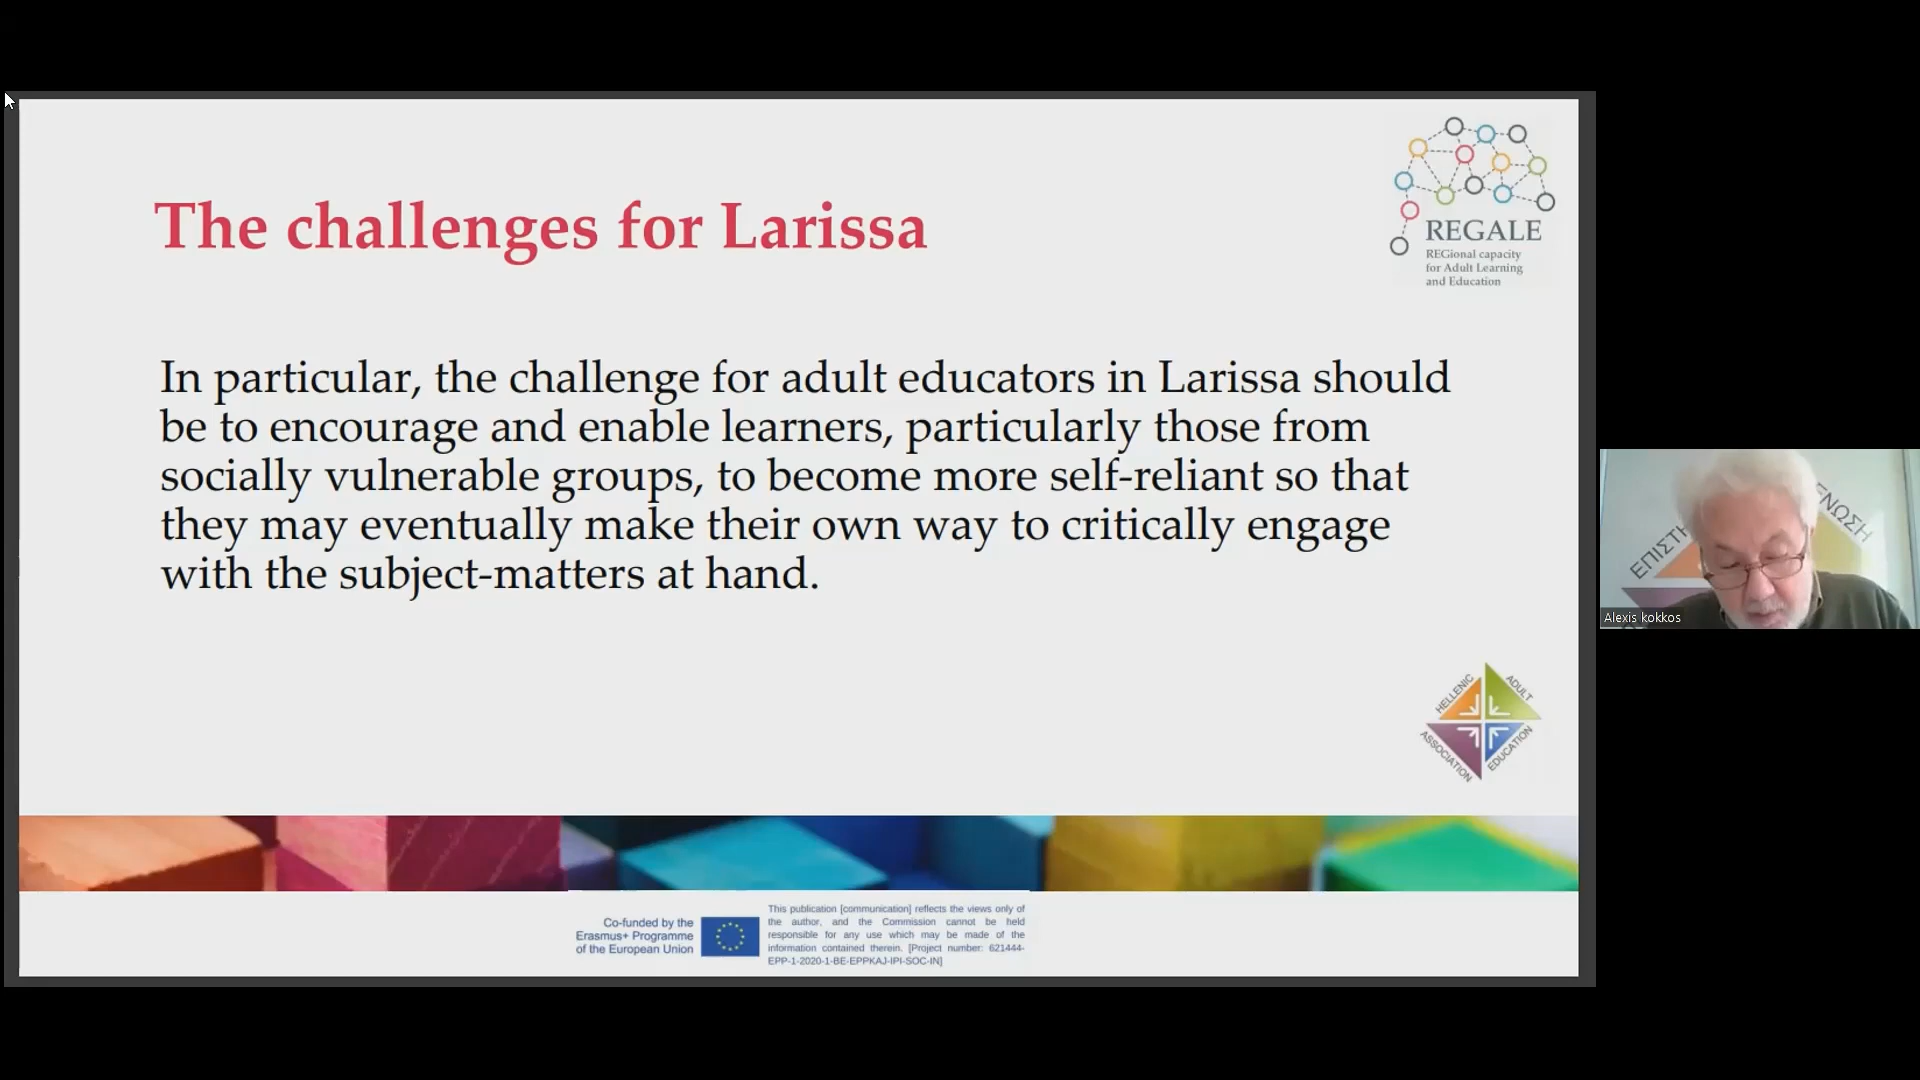 The challenges for Larissa
REGALE
REGional capacity
for Adult Learning
and Education
In particular, the challenge for adult educators in Larissa should
be to encourage and enable learners, particularly those from
socially vulnerable groups, to become more self-reliant so that
they may eventually make their own way to critically engage
with the subject-matters at hand.
ΕΠΙΣΤΗ
ΕΝΩΣΗ
Alexis kokkos
HELLENIC
ADULT
ASSOCIATION
EDUCATION
Co-funded by the
Erasmus+ Programme
of the European Union
This publication [communication] reflects the views only of
the author, and the Commission cannot be held
responsible for any use which may be made of the
information contained therein. [Project number: 621444-
EPP-1-2020-1-BE-EPPKAJ-IPI-SOC-IN]